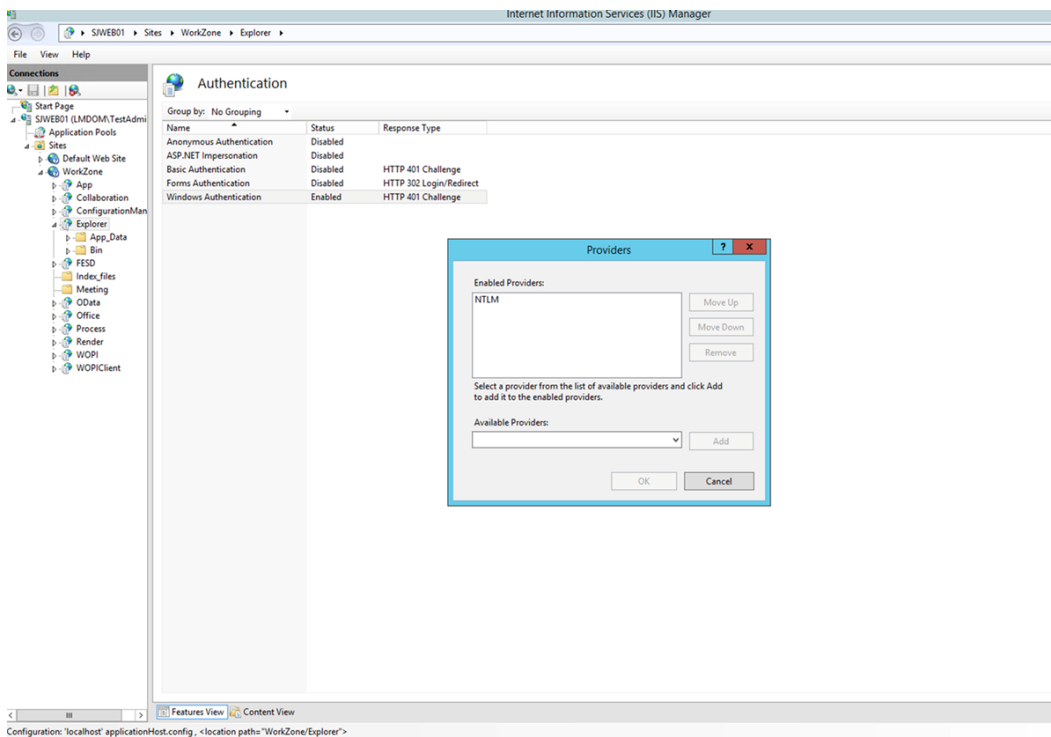 Internet Information Services (IIS) Manager
SJWEB01 Sites WorkZone Explorer
File View Help
Connections
Start Page
SJWEB01 (LMDOM\TestAdmi
Application Pools
Sites
Default Web Site
WorkZone
App
Collaboration
ConfigurationMan
Explorer
App_Data
Bin
FESD
Index_files
Meeting
OData
Office
Process
Render
WOPI
WOPIClient
Authentication
Group by: No Grouping
Name Status Response Type
Anonymous Authentication Disabled
ASP.NET Impersonation Disabled
Basic Authentication Disabled HTTP 401 Challenge
Forms Authentication Disabled HTTP 302 Login/Redirect
Windows Authentication Enabled HTTP 401 Challenge
Providers ? x
Enabled Providers:
NTLM
Move Up
Move Down
Remove
Select a provider from the list of available providers and click Add
to add it to the enabled providers.
Available Providers:
Add
OK Cancel
Features View Content View
Configuration: 'localhost' applicationHost.config , <location path="WorkZone/Explorer">